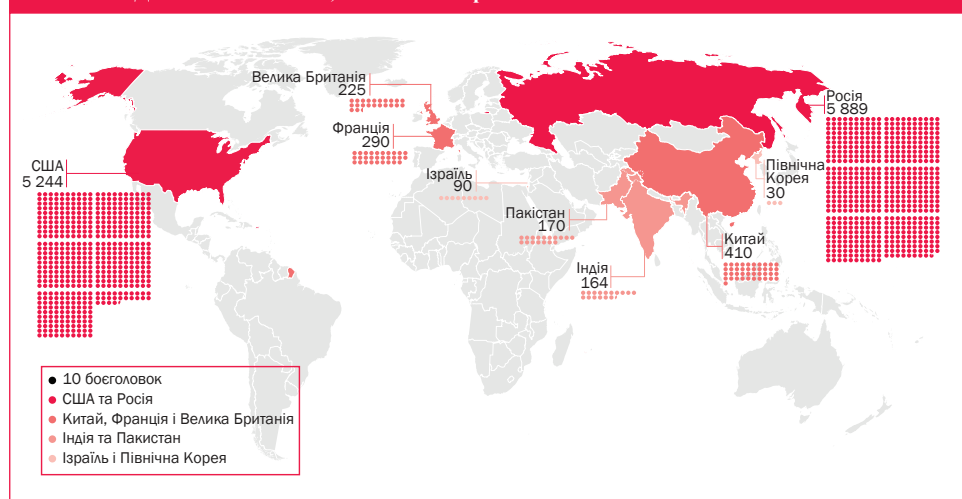 Велика Британія
225
Франція
290
США
5 244
Ізраїль
90
Пакістан
170
Індія
164
Росія
5 889
Північна
Корея
30
Китай
410
10 боєголовок
США та Росія
Китай, Франція і Велика Британія
Індія та Пакистан
Ізраїль і Північна Корея